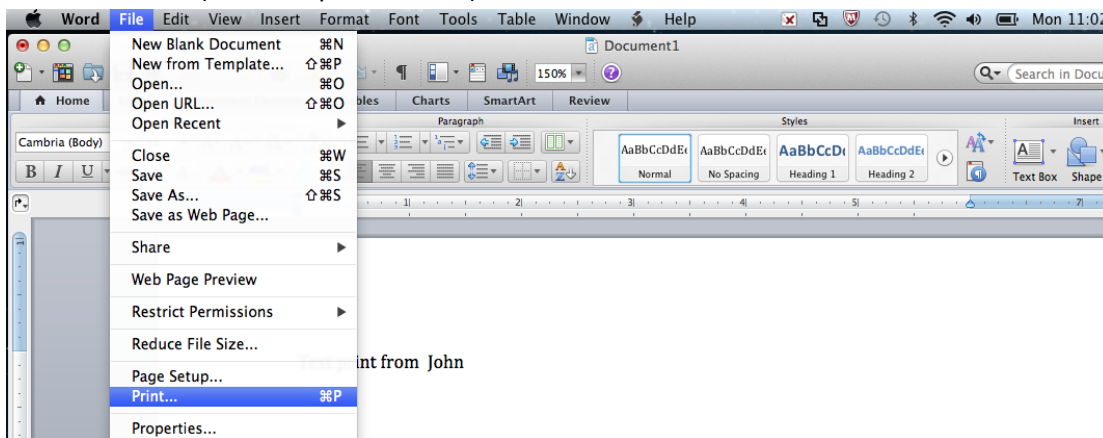 Word File Edit View Insert Format Font Tools Table Window Help Mon 11:02
Document1
150%
Search in Docu
Home bles Charts SmartArt Review
Paragraph Styles Insert
Cambria (Body)
B I U
AaBbCcDdEe AaBbCcDdEe AaBbCcDc AaBbCcDdEe
Normal No Spacing Heading 1 Heading 2
A Text Box Shape
1 2 3 4 5 7
New Blank Document ⌘N
New from Template... ⇧⌘P
Open... ⌘O
Open URL... ⇧⌘O
Open Recent
Close ⌘W
Save ⌘S
Save As... ⇧⌘S
Save as Web Page...
Share
Web Page Preview
Restrict Permissions
Reduce File Size...
Page Setup...
Print... ⌘P
Properties...
int from John